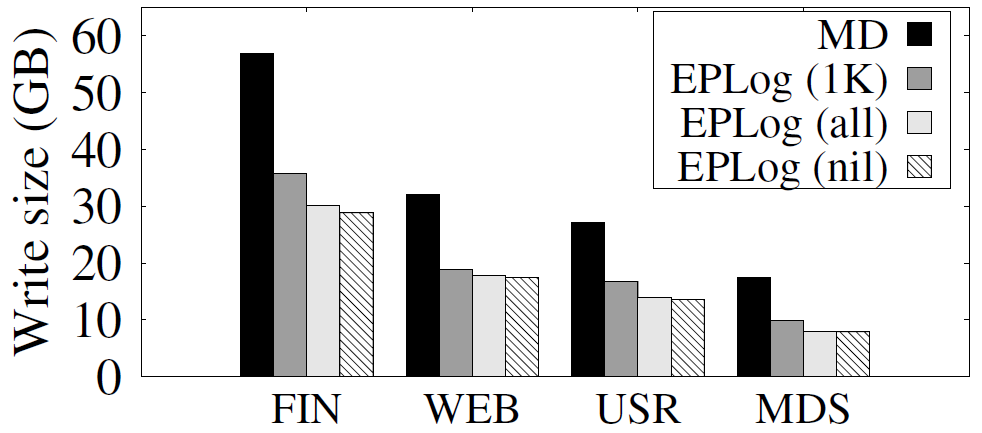 Write size (GB)
60
50
40
30
20
10
0
MD
EPLog (1K)
EPLog (all)
EPLog (nil)
FIN WEB USR MDS